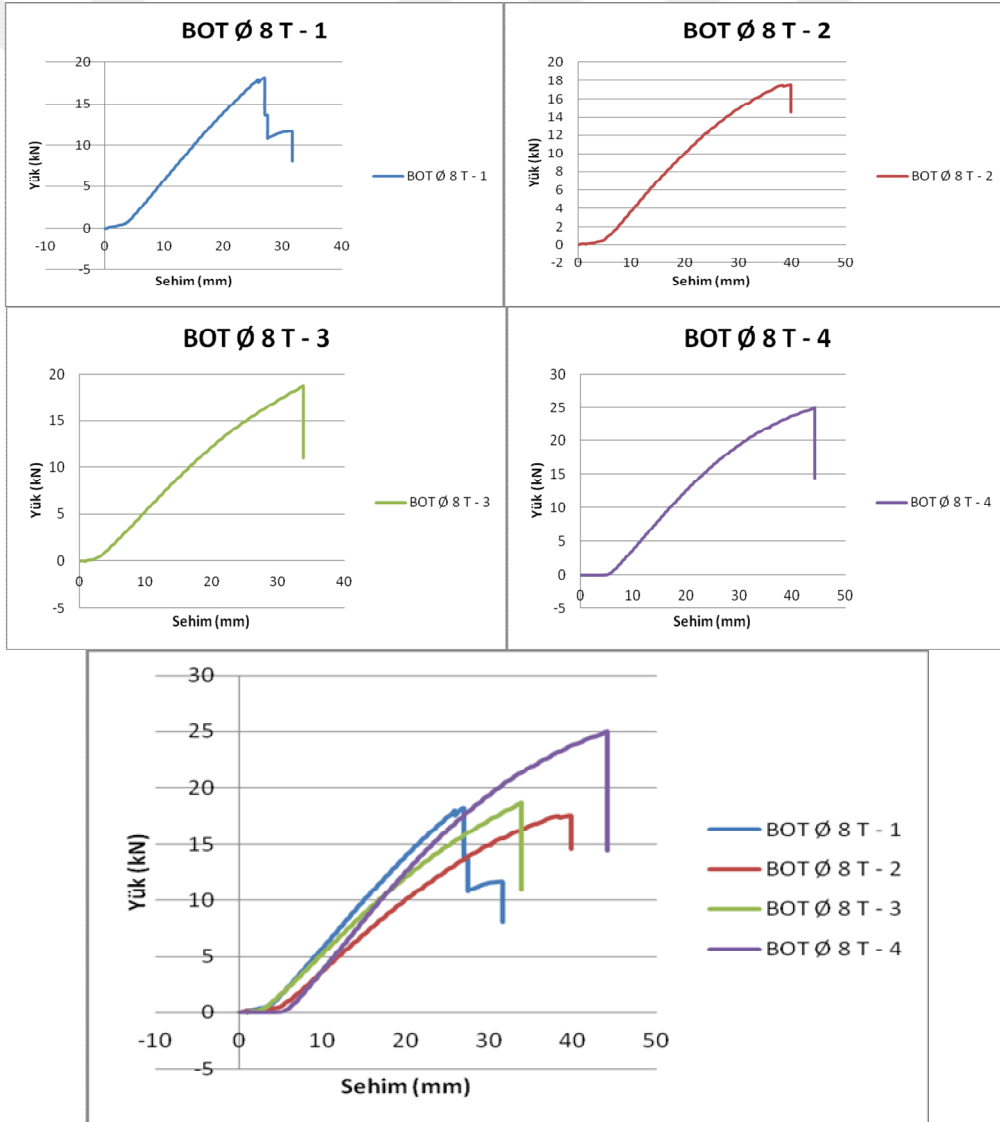 BOT Ø 8 T - 1
20
15
10
5
0
-5
-10 0 10 20 30 40
Yük (kN)
Sehim (mm)
BOT Ø 8 T - 1
BOT Ø 8 T - 2
20
18
16
14
12
10
8
6
4
2
0
-2
0 10 20 30 40 50
Yük (kN)
Sehim (mm)
BOT Ø 8 T - 2
BOT Ø 8 T - 3
20
15
10
5
0
-5
0 10 20 30 40
Yük (kN)
Sehim (mm)
BOT Ø 8 T - 3
BOT Ø 8 T - 4
30
25
20
15
10
5
0
-5
0 10 20 30 40 50
Yük (kN)
Sehim (mm)
BOT Ø 8 T - 4
30
25
20
15
10
5
0
-5
-10 0 10 20 30 40 50
Yük (kN)
Sehim (mm)
BOT Ø 8 T - 1
BOT Ø 8 T - 2
BOT Ø 8 T - 3
BOT Ø 8 T - 4